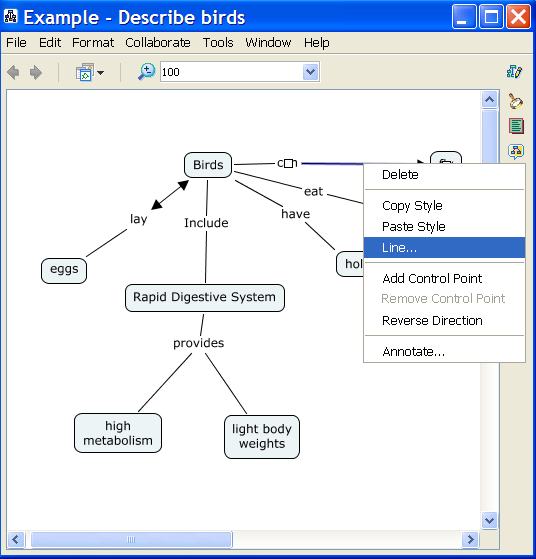 Example - Describe birds
File Edit Format Collaborate Tools Window Help
100
Birds
eat
lay
Include
have
eggs
Rapid Digestive System
provides
high
metabolism
light body
weights
Delete
Copy Style
Paste Style
Line...
Add Control Point
Remove Control Point
Reverse Direction
Annotate...